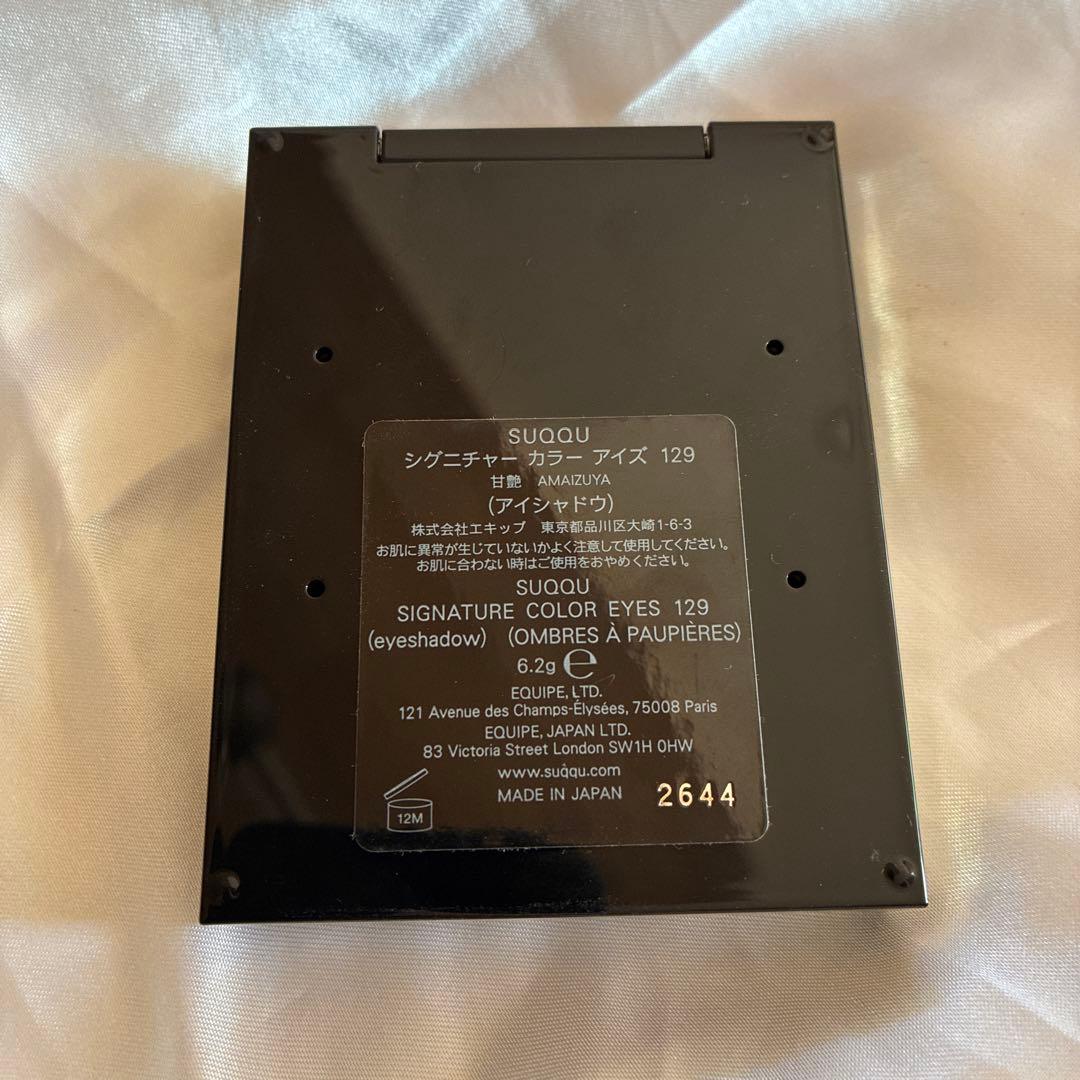 SUQQU
シグニチャー カラー アイズ 129
甘艶 AMAIZUYA
(アイシャドウ)
株式会社エキップ 東京都品川区大崎1-6-3
お肌に異常が生じていないかよく注意して使用してください。
お肌に合わない時はご使用をおやめください。
SUQQU
SIGNATURE COLOR EYES 129
(eyeshadow) (OMBRES À PAUPIÈRES)
6.2g ℮
EQUIPE, LTD.
121 Avenue des Champs-Élysées, 75008 Paris
EQUIPE, JAPAN LTD.
83 Victoria Street London SW1H 0HW
www.suqqu.com
MADE IN JAPAN 2644
12M